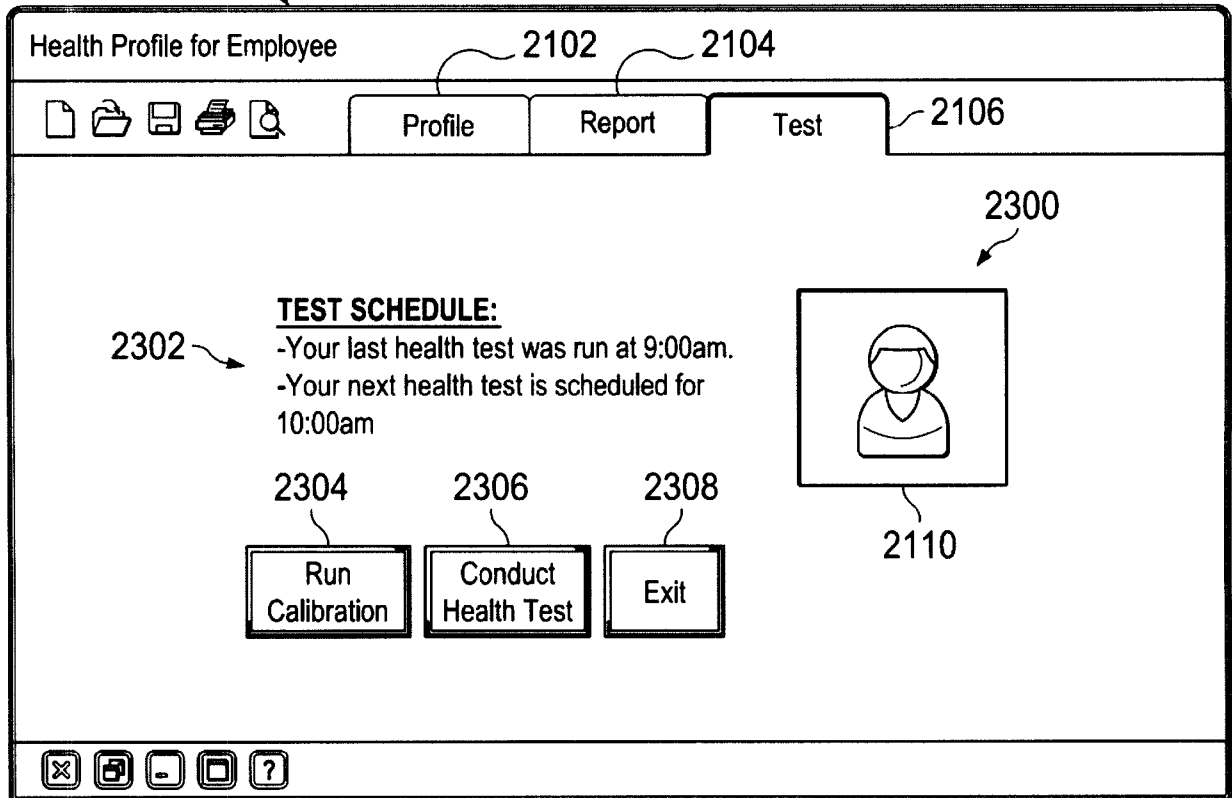 Health Profile for Employee
2102
2104
Profile
Report
Test
2106
2300
TEST SCHEDULE:
2302
-Your last health test was run at 9:00am.
-Your next health test is scheduled for
10:00am
2304
2306
2308
2110
Run
Calibration
Conduct
Health Test
Exit
?